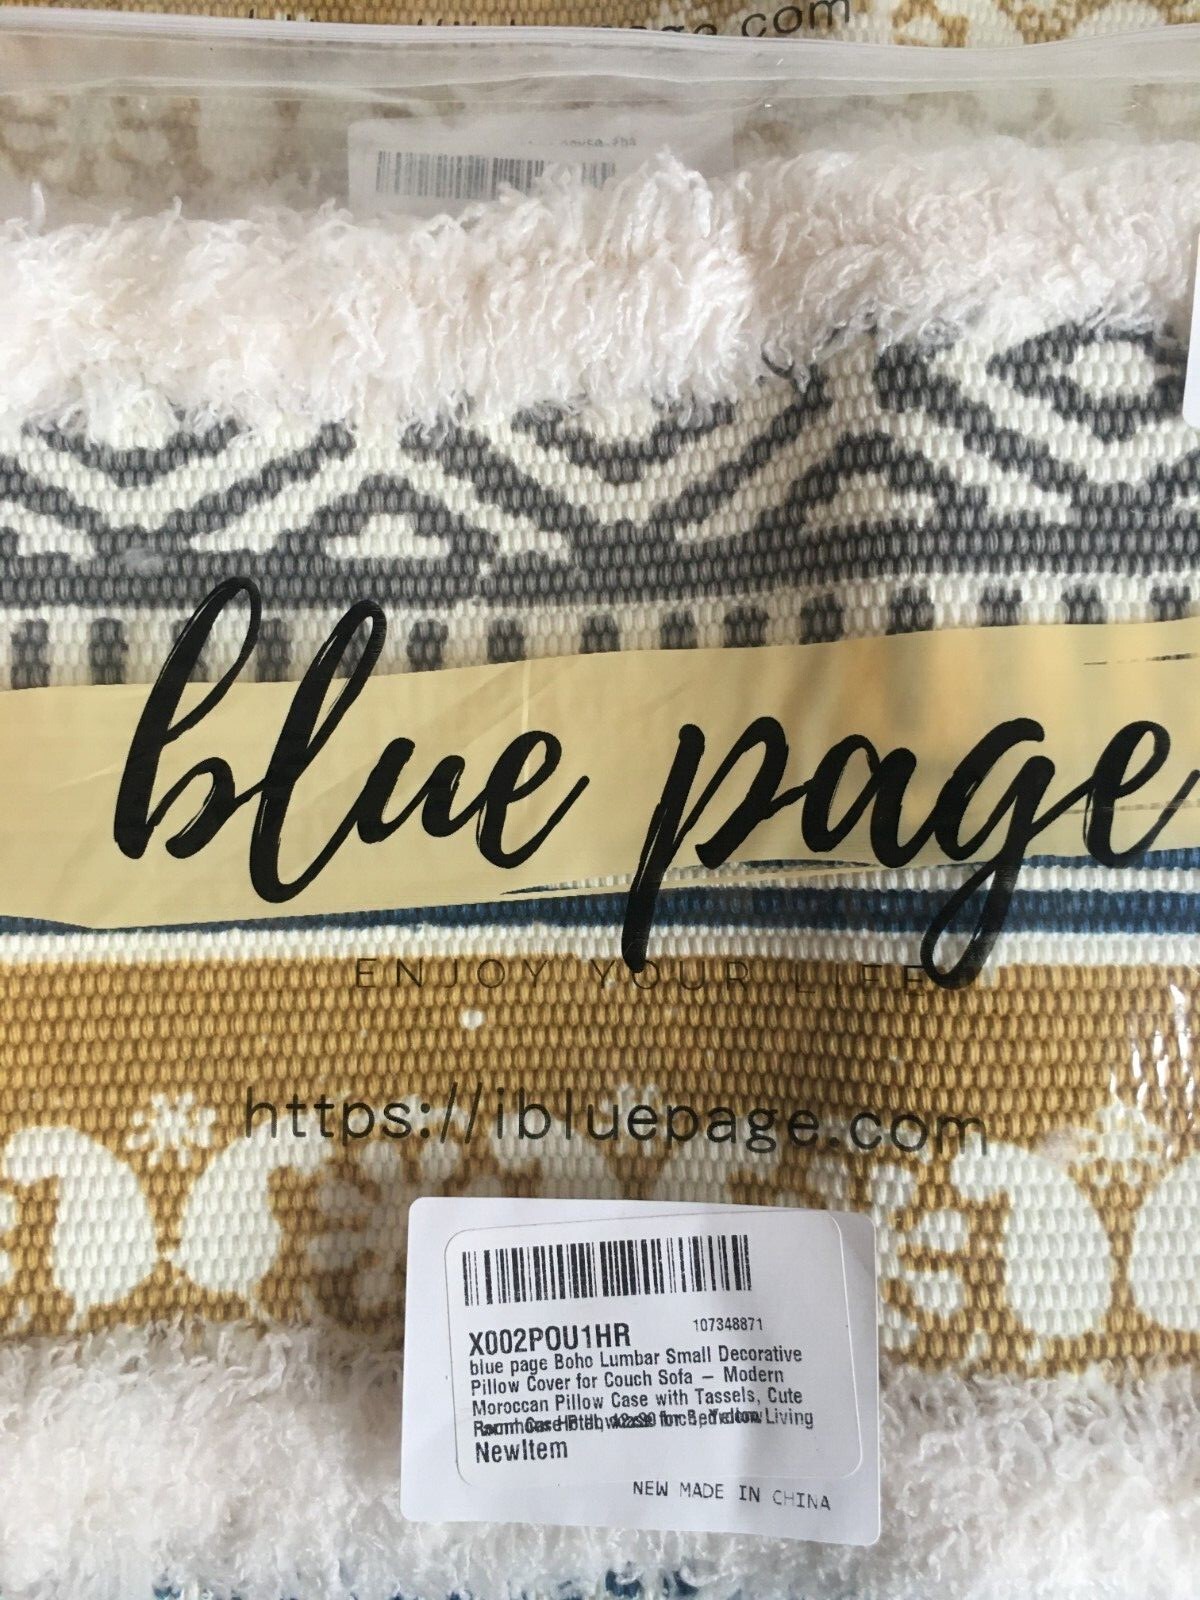 blue page
ENJOY YOUR LIFE
https://ibluepage.com
X002POU1HR
107348871
blue page Boho Lumbar Small Decorative
Pillow Cover for Couch Sofa – Modern
Moroccan Pillow Case with Tassels, Cute
Living
NewItem
NEW MADE IN CHINA